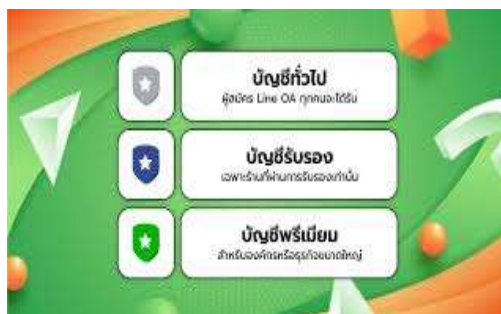 บัญชีทั่วไป
ผู้สมัคร Line OA ทุกคนจะได้รับ
บัญชีรับรอง
เฉพาะร้านที่ผ่านการรับรองเท่านั้น
บัญชีพรีเมียม
สำหรับองค์กรหรือธุรกิจขนาดใหญ่